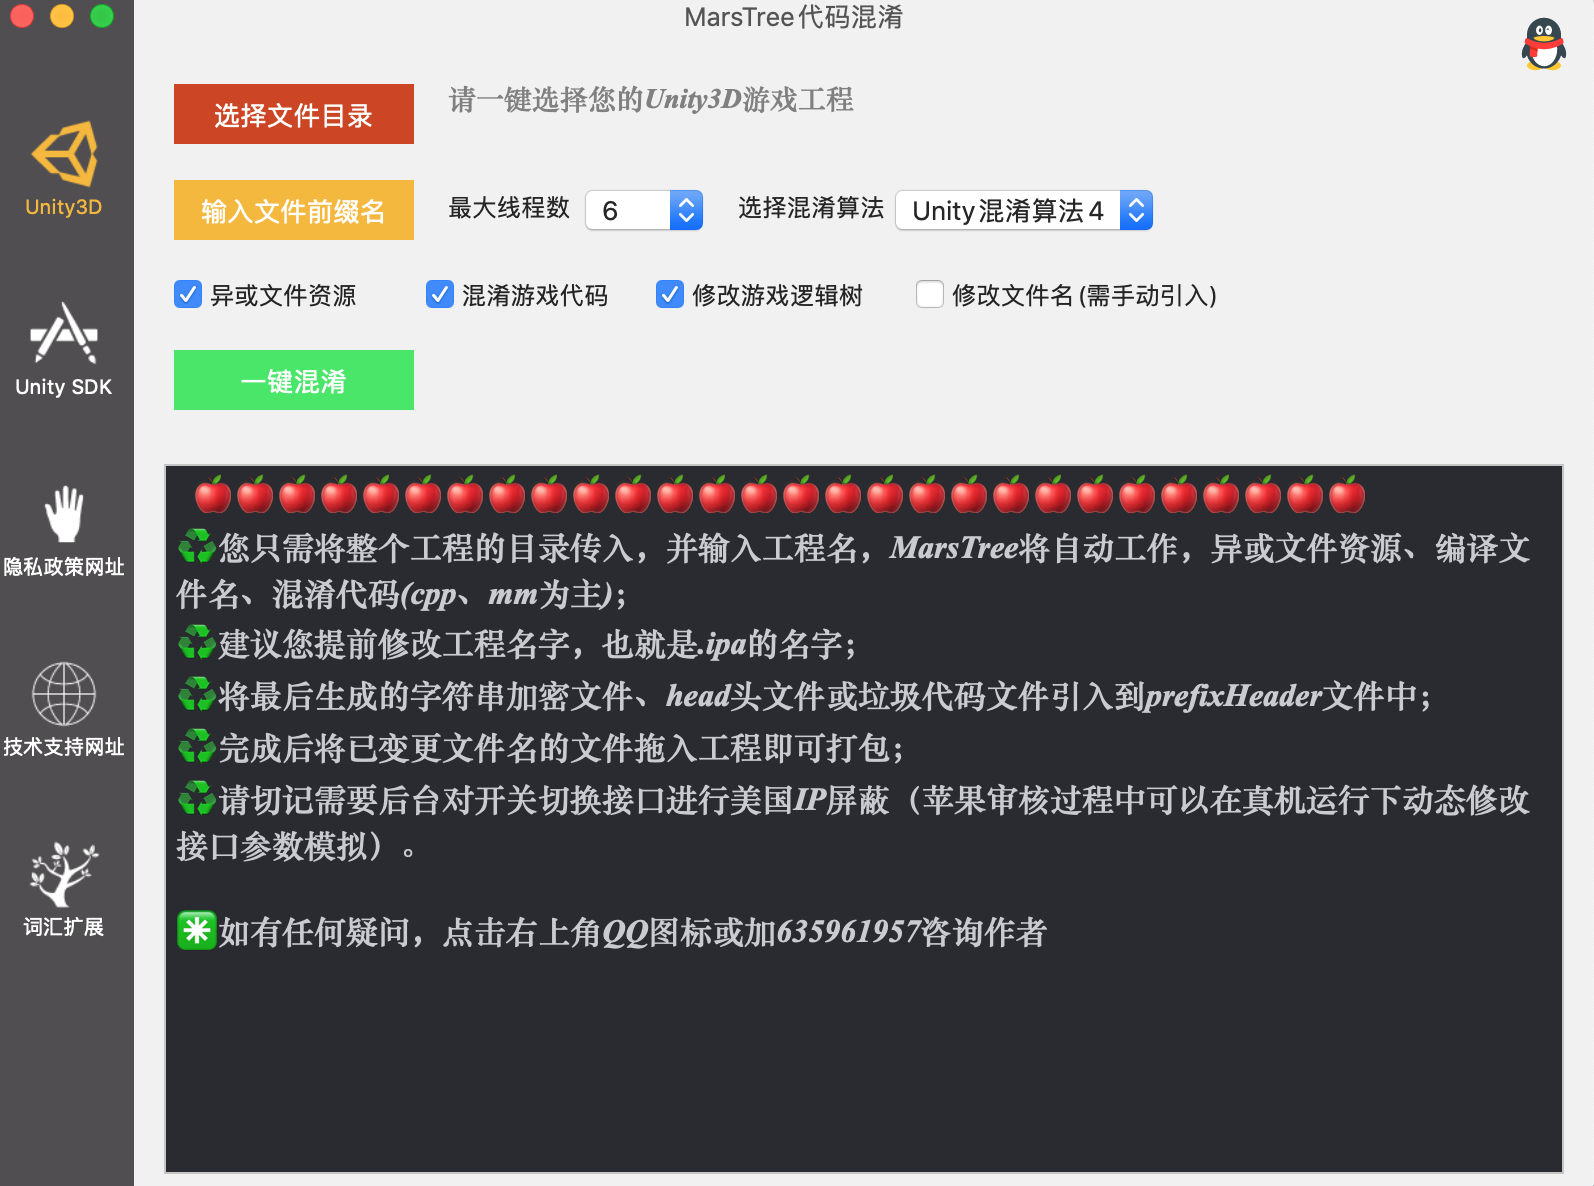 MarsTree代码混淆
选择文件目录
请一键选择您的Unity3D游戏工程
Unity3D
输入文件前缀名
最大线程数
6
选择混淆算法
Unity混淆算法4
异或文件资源
混淆游戏代码
修改游戏逻辑树
修改文件名(需手动引入)
Unity SDK
一键混淆
隐私政策网址
技术支持网址
词汇扩展
您只需将整个工程的目录传入，并输入工程名，MarsTree将自动工作，异或文件资源、编译文
件名、混淆代码(cpp、mm为主)；
建议您提前修改工程名字，也就是.ipa的名字；
将最后生成的字符串加密文件、head头文件或垃圾代码文件引入到prefixHeader文件中；
完成后将已变更文件名的文件拖入工程即可打包；
请切记需要后台对开关切换接口进行美国IP屏蔽（苹果审核过程中可以在真机运行下动态修改
接口参数模拟）。
如有任何疑问，点击右上角QQ图标或加635961957咨询作者